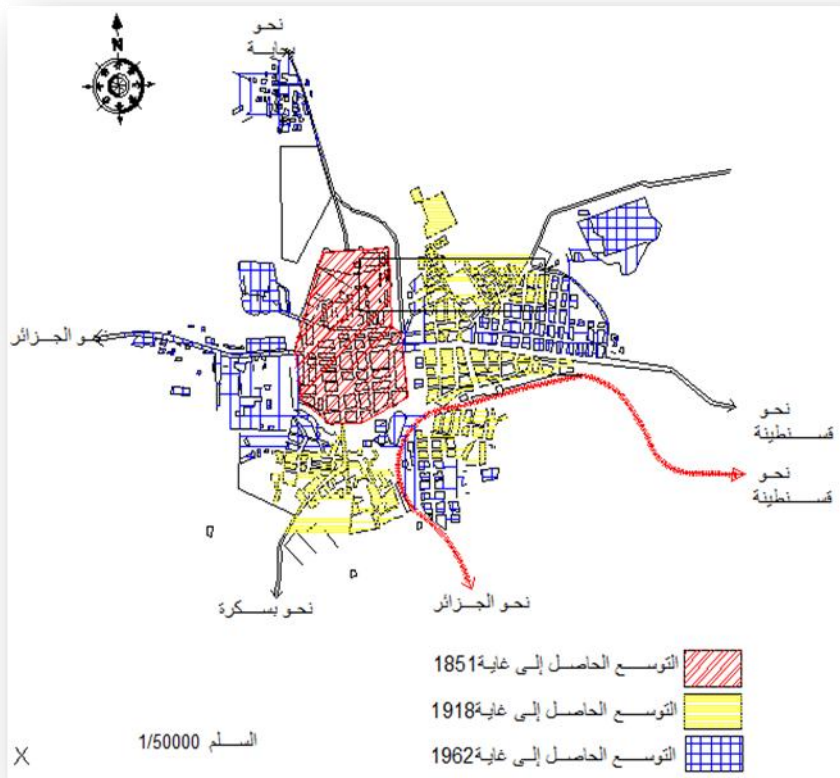 N
نحو
بجاية
نحو الجزائر
نحو
قسنطينة
نحو
قسنطينة
نحو الجزائر
نحو بسكرة
التوسع الحاصل إلى غاية1851
التوسع الحاصل إلى غاية1918
التوسع الحاصل إلى غاية1962
السلم 1/50000
X